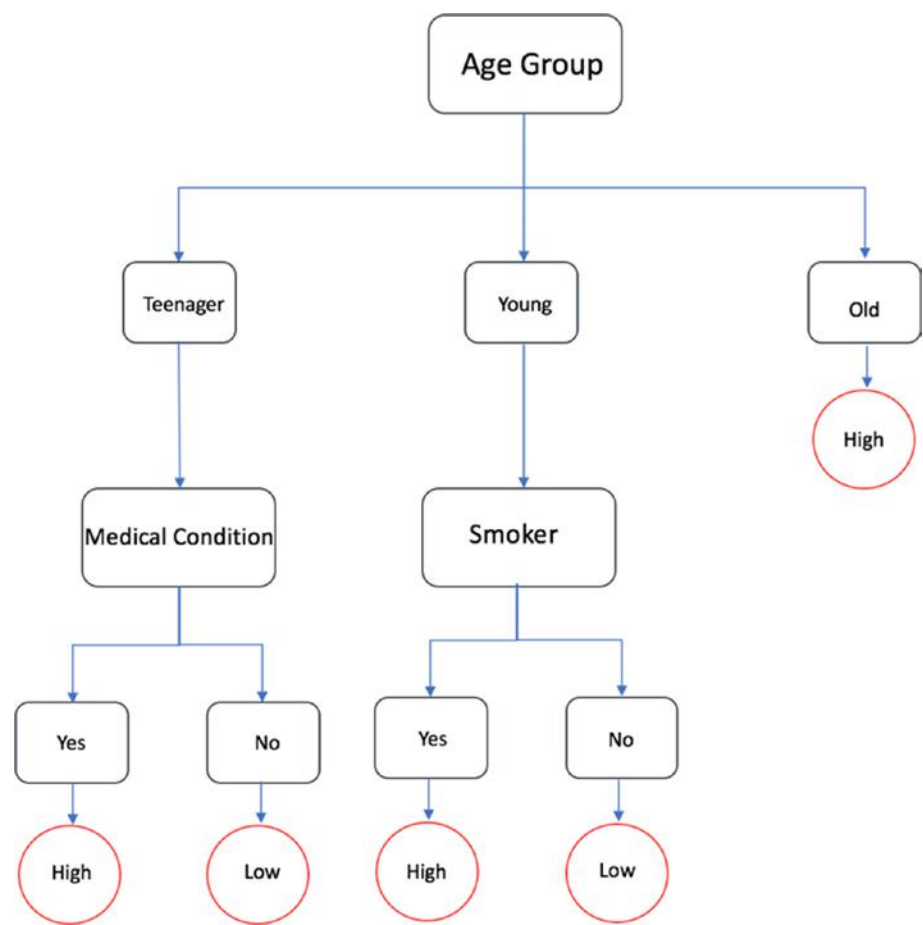 Age Group
Teenager
Young
Old
High
Medical Condition
Smoker
Yes
No
Yes
No
High
Low
High
Low